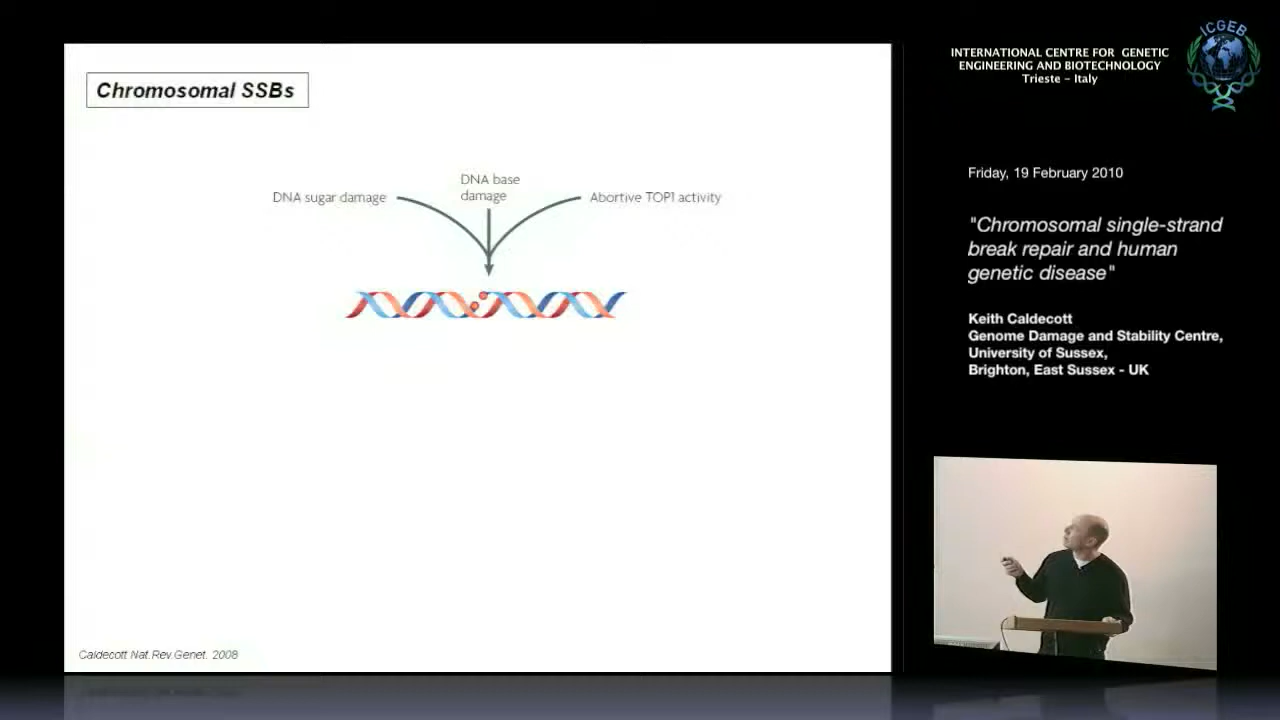 Chromosomal SSBs
DNA sugar damage
DNA base
damage
Abortive TOP1 activity
Caldecott Nat.Rev.Genet. 2008
INTERNATIONAL CENTRE FOR GENETIC
ENGINEERING AND BIOTECHNOLOGY
Trieste – Italy
ICGEB
Friday, 19 February 2010
"Chromosomal single-strand
break repair and human
genetic disease"
Keith Caldecott
Genome Damage and Stability Centre,
University of Sussex,
Brighton, East Sussex - UK